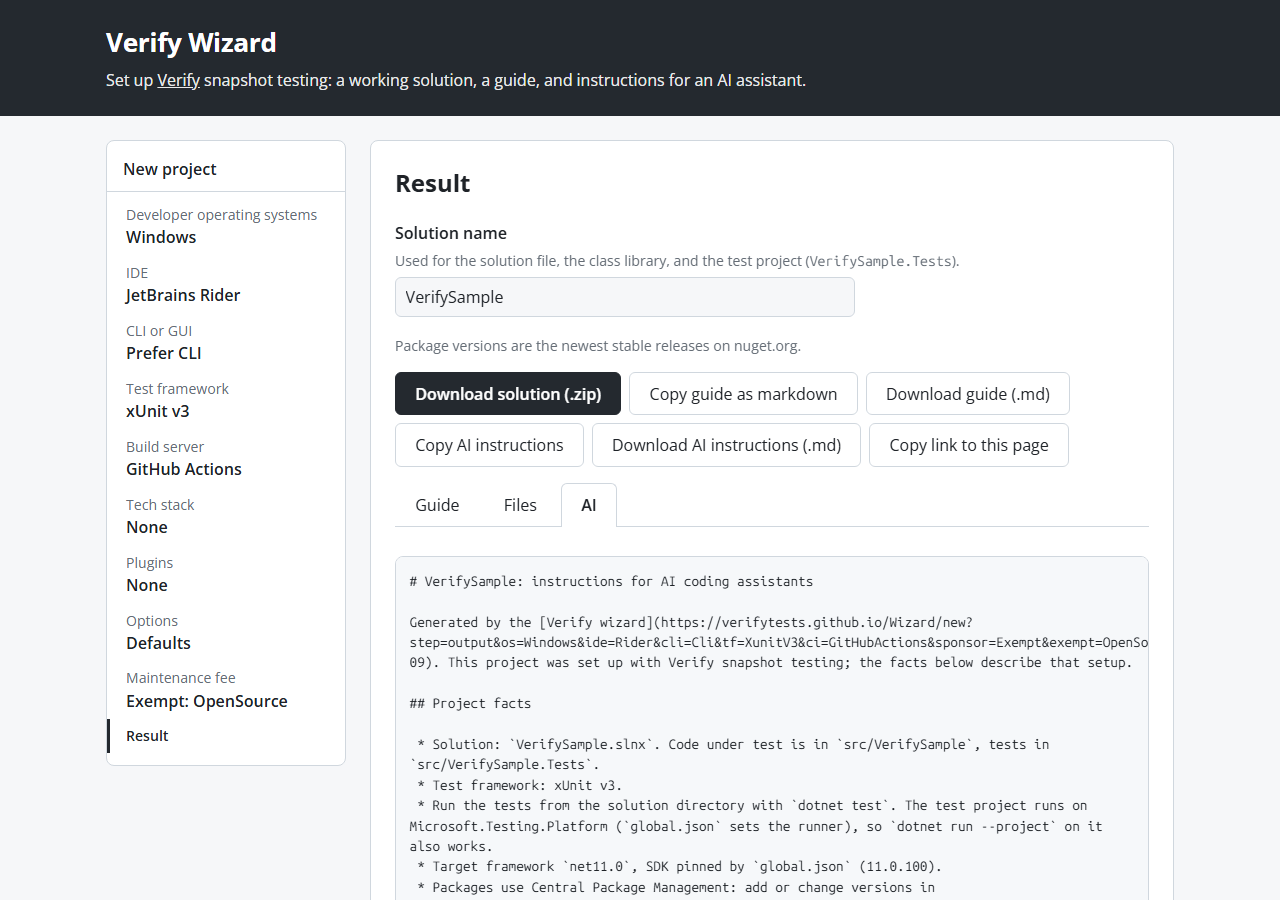 Verify Wizard
Set up Verify snapshot testing: a working solution, a guide, and instructions for an AI assistant.
New project
Developer operating systems
Windows
IDE
JetBrains Rider
CLI or GUI
Prefer CLI
Test framework
xUnit v3
Build server
GitHub Actions
Tech stack
None
Plugins
None
Options
Defaults
Maintenance fee
Exempt: OpenSource
Result
Result
Solution name
Used for the solution file, the class library, and the test project (VerifySample.Tests).
VerifySample
Package versions are the newest stable releases on nuget.org.
Download solution (.zip)
Copy guide as markdown
Download guide (.md)
Copy AI instructions
Download AI instructions (.md)
Copy link to this page
Guide
Files
AI
# VerifySample: instructions for AI coding assistants
Generated by the [Verify wizard](https://verifytests.github.io/Wizard/new?
step=output&os=Windows&ide=Rider&cli=Cli&tf=XunitV3&ci=GitHubActions&sponsor=Exempt&exempt=OpenSo
09). This project was set up with Verify snapshot testing; the facts below describe that setup.
## Project facts
* Solution: `VerifySample.slnx`. Code under test is in `src/VerifySample`, tests in
`src/VerifySample.Tests`.
* Test framework: xUnit v3.
* Run the tests from the solution directory with `dotnet test`. The test project runs on
Microsoft.Testing.Platform (`global.json` sets the runner), so `dotnet run --project` on it
also works.
* Target framework `net11.0`, SDK pinned by `global.json` (11.0.100).
* Packages use Central Package Management: add or change versions in